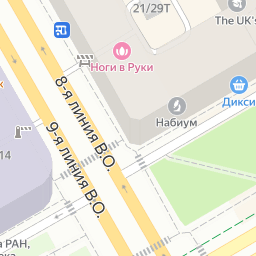 21/29Т
The UK's
Ноги в Руки
к
8-я линия В.О.
9-я линия В.О.
Дикси
Набиум
14
а РАН,